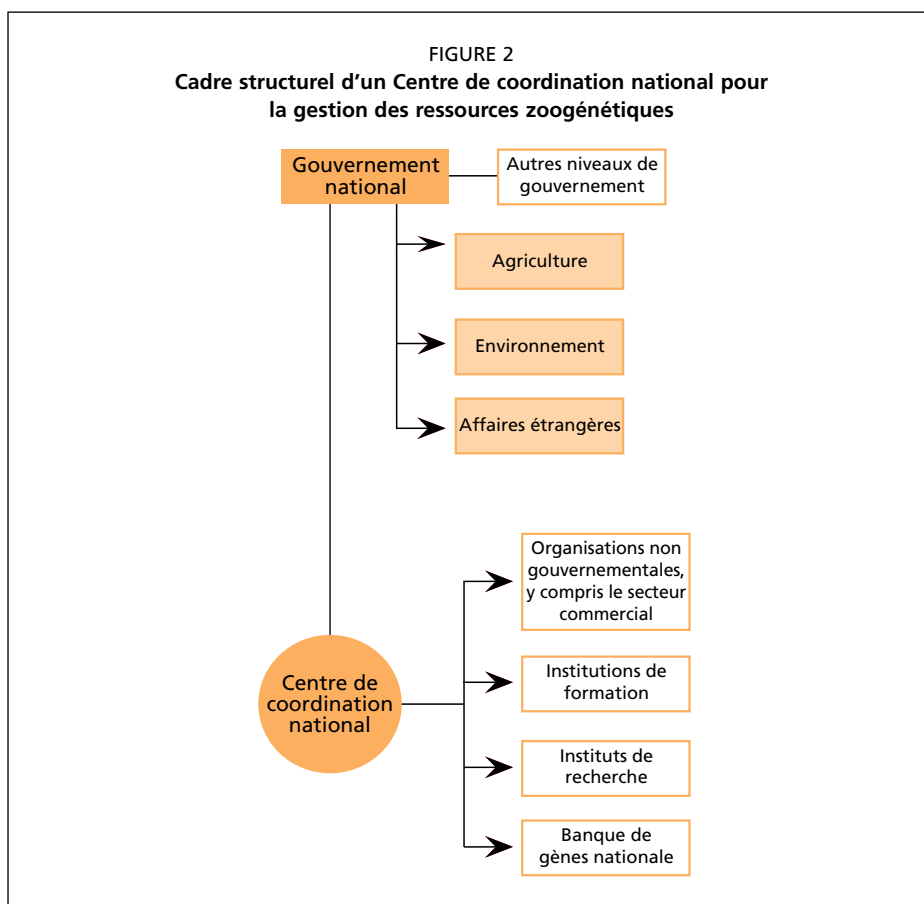 FIGURE 2
Cadre structurel d'un Centre de coordination national pour
la gestion des ressources zoogénétiques
Gouvernement
national
Autres niveaux de
gouvernement
Agriculture
Environnement
Affaires étrangères
Organisations non
gouvernementales,
y compris le secteur
commercial
Centre de
coordination
national
Institutions de
formation
Instituts de
recherche
Banque de
gènes nationale